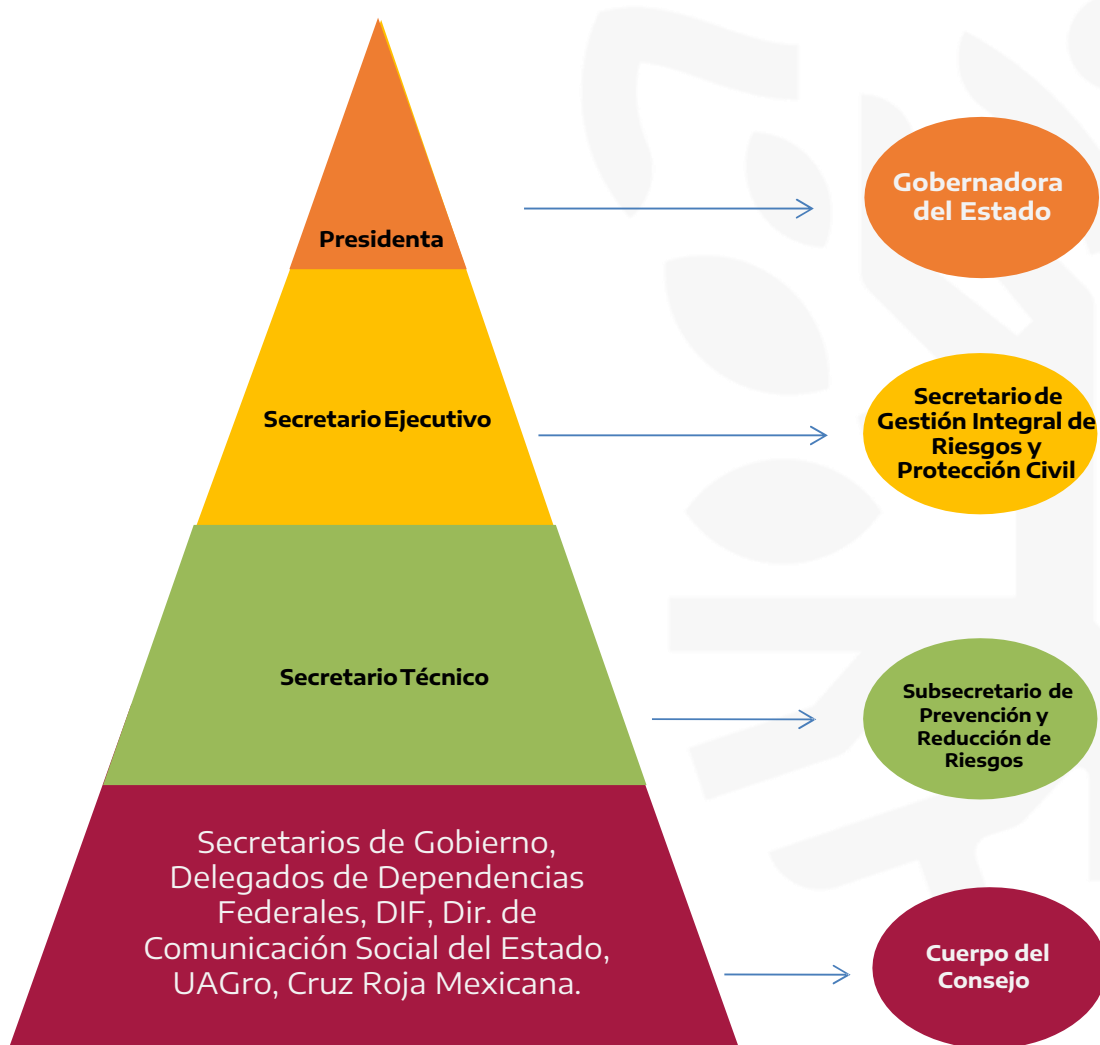 Presidenta
Gobernadora
del Estado
Secretario Ejecutivo
Secretario de
Gestión Integral de
Riesgos y
Protección Civil
Secretario Técnico
Subsecretario de
Prevención y
Reducción de
Riesgos
Secretarios de Gobierno,
Delegados de Dependencias
Federales, DIF, Dir. de
Comunicación Social del Estado,
UAGro, Cruz Roja Mexicana.
Cuerpo del
Consejo